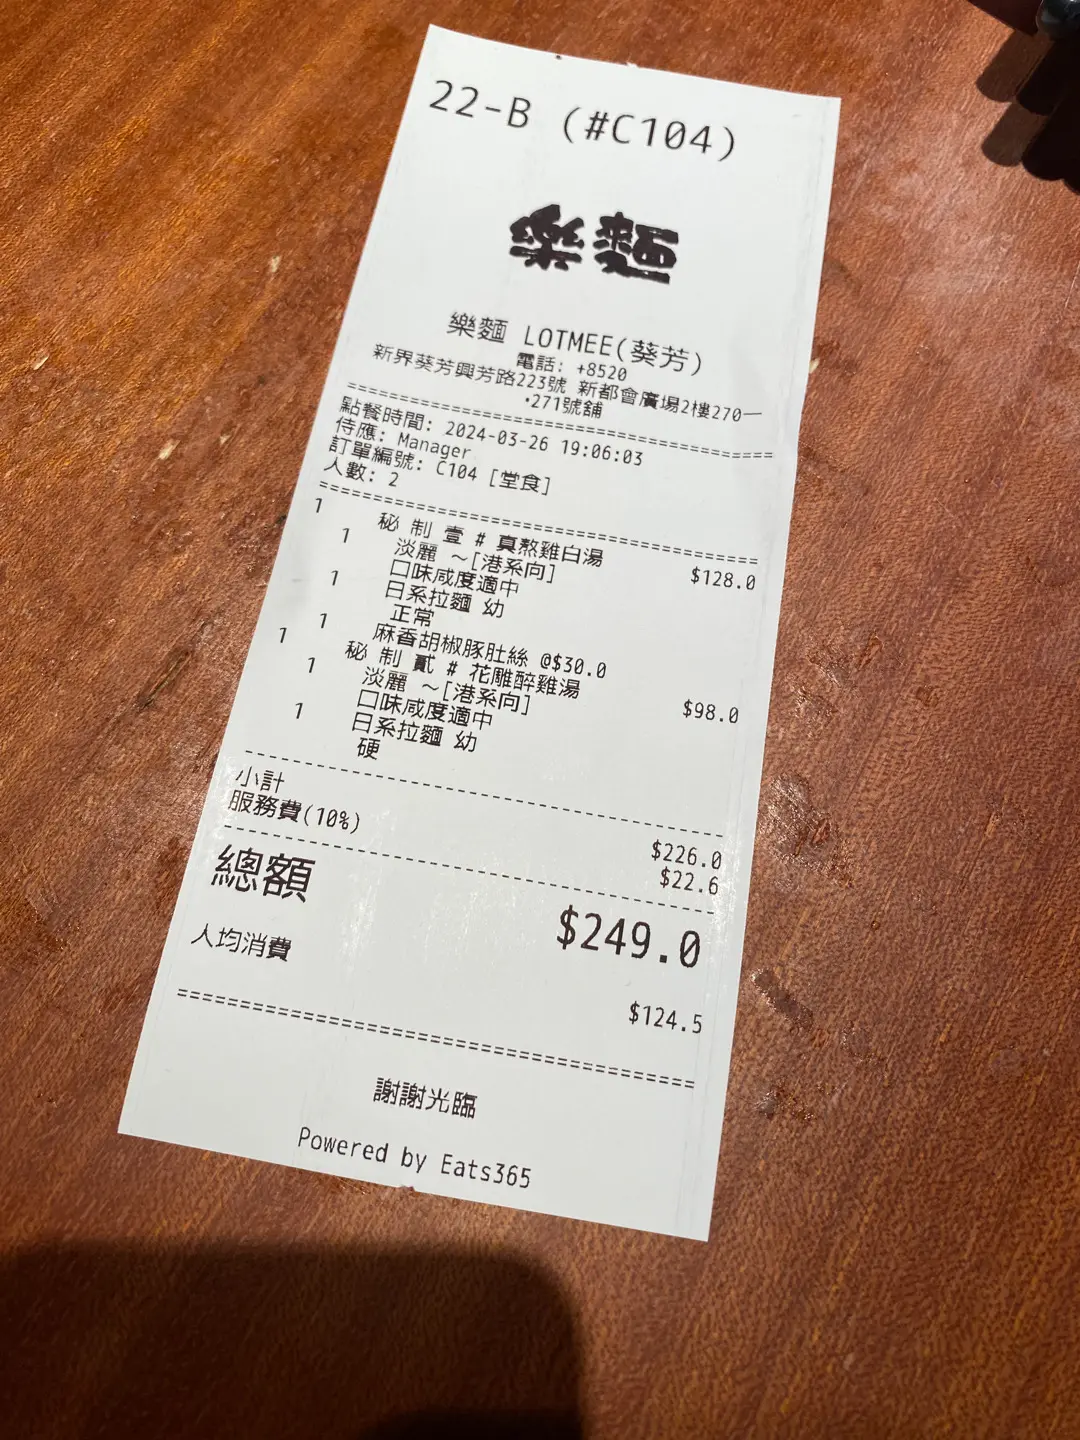 22-B (#C104)
樂麵
樂麵 LOTMEE(葵芳)
電話: +8520
新界葵芳興芳路223號 新都會廣場2樓270一
·271號舖
點餐時間: 2024-03-26 19:06:03
侍應: Manager
訂單編號: C104 [堂食]
人數: 2
1 秘 制 壹 # 真熬雞白湯 $128.0
1 淡麗 ～[港系向]
口味咸度適中
1 日系拉麵 幼
正常
1 麻香胡椒豚肚絲 @$30.0
1 秘 制 貳 # 花雕醉雞湯 $98.0
1 淡麗 ～[港系向]
口味咸度適中
1 日系拉麵 幼
硬
小計 $226.0
服務費(10%) $22.6
總額 $249.0
人均消費 $124.5
謝謝光臨
Powered by Eats365